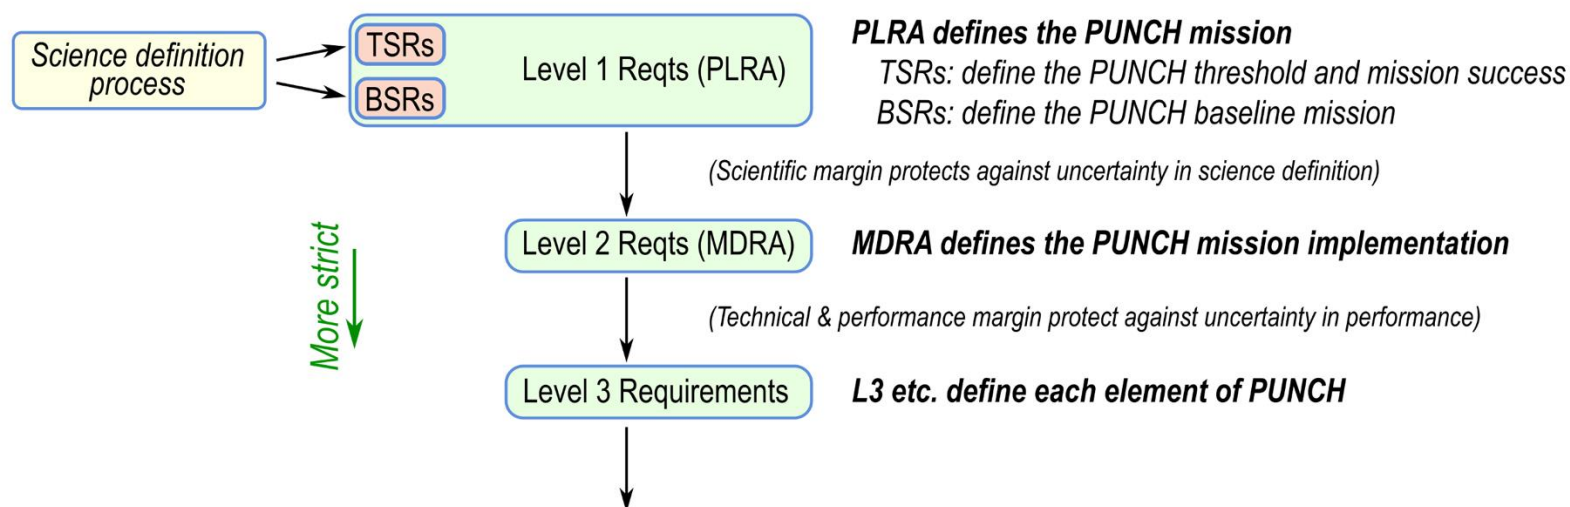 Science definition
process
TSRs
BSRs
Level 1 Reqts (PLRA)
PLRA defines the PUNCH mission
TSRs: define the PUNCH threshold and mission success
BSRs: define the PUNCH baseline mission
(Scientific margin protects against uncertainty in science definition)
More strict
Level 2 Reqts (MDRA)
MDRA defines the PUNCH mission implementation
(Technical & performance margin protect against uncertainty in performance)
Level 3 Requirements
L3 etc. define each element of PUNCH